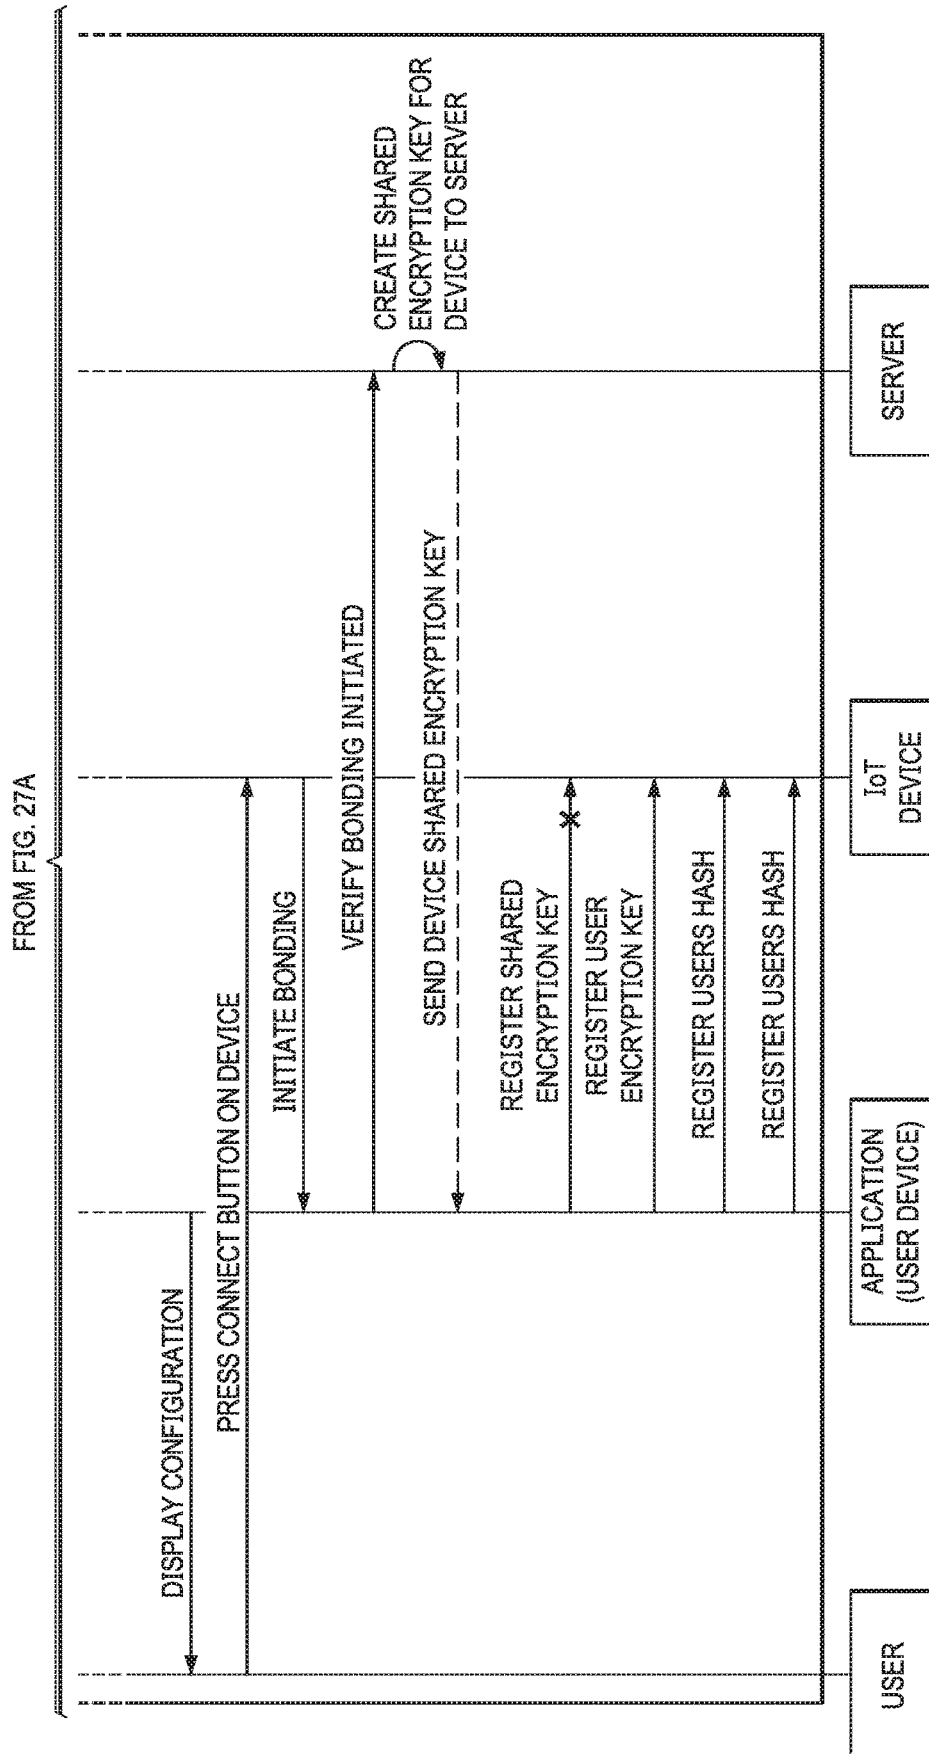 FROM FIG. 27A
DISPLAY CONFIGURATION
PRESS CONNECT BUTTON ON DEVICE
INITIATE BONDING
VERIFY BONDING INITIATED
CREATE SHARED
ENCRYPTION KEY FOR
DEVICE TO SERVER
SEND DEVICE SHARED ENCRYPTION KEY
REGISTER SHARED
ENCRYPTION KEY
REGISTER USER
ENCRYPTION KEY
REGISTER USERS HASH
REGISTER USERS HASH
USER
APPLICATION
(USER DEVICE)
IoT
DEVICE
SERVER